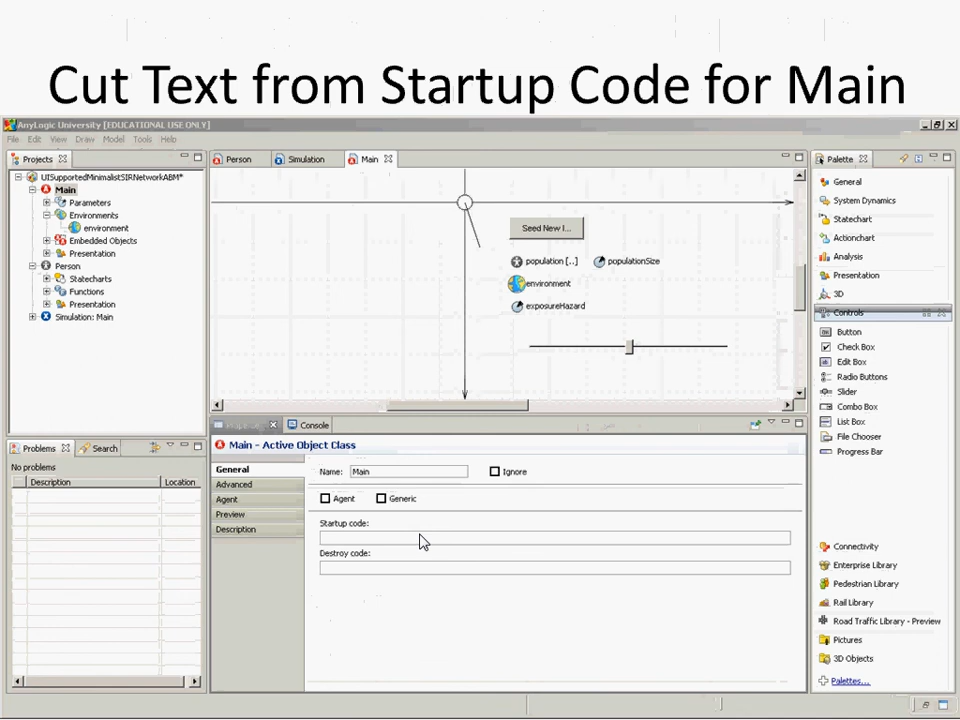 Cut Text from Startup Code for Main
AnyLogic University [EDUCATIONAL USE ONLY]
File Edit View Draw Model Tools Help
Projects
UISupportedMinimalistSIRNetworkABM*
Main
Parameters
Environments
environment
Embedded Objects
Presentation
Person
Statecharts
Functions
Presentation
Simulation: Main
Problems Search
No problems
Description Location
Person Simulation Main
Seed New I...
population [..] populationSize
environment
exposureHazard
Console
Main - Active Object Class
General
Advanced
Agent
Preview
Description
Name: Main Ignore
Agent Generic
Startup code:
Destroy code:
Palette
General
System Dynamics
Statechart
Actionchart
Analysis
Presentation
3D
Controls
Button
Check Box
Edit Box
Radio Buttons
Slider
Combo Box
List Box
File Chooser
Progress Bar
Connectivity
Enterprise Library
Pedestrian Library
Rail Library
Road Traffic Library - Preview
Pictures
3D Objects
Palettes...